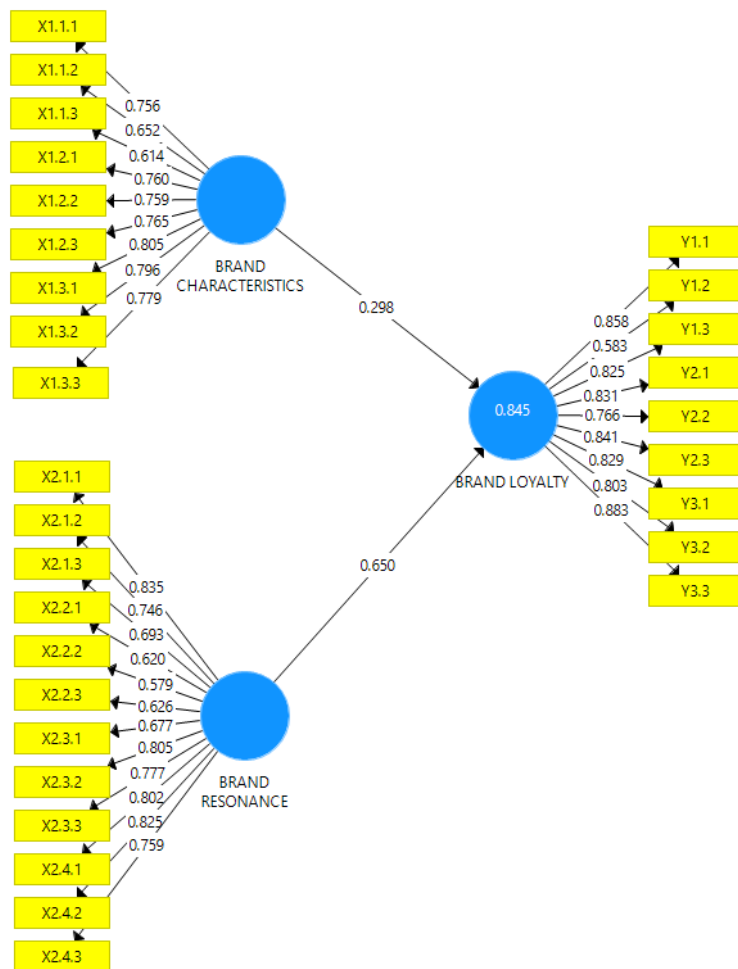 X1.1.1
X1.1.2
X1.1.3
X1.2.1
X1.2.2
X1.2.3
X1.3.1
X1.3.2
X1.3.3
0.756
0.652
0.614
0.760
0.759
0.765
0.805
0.796
0.779
BRAND
CHARACTERISTICS
0.298
X2.1.1
X2.1.2
X2.1.3
X2.2.1
X2.2.2
X2.2.3
X2.3.1
X2.3.2
X2.3.3
X2.4.1
X2.4.2
X2.4.3
0.835
0.746
0.693
0.620
0.579
0.626
0.677
0.805
0.777
0.802
0.825
0.759
BRAND
RESONANCE
0.650
0.845
BRAND LOYALTY
0.858
0.583
0.825
0.831
0.766
0.841
0.829
0.803
0.883
Y1.1
Y1.2
Y1.3
Y2.1
Y2.2
Y2.3
Y3.1
Y3.2
Y3.3